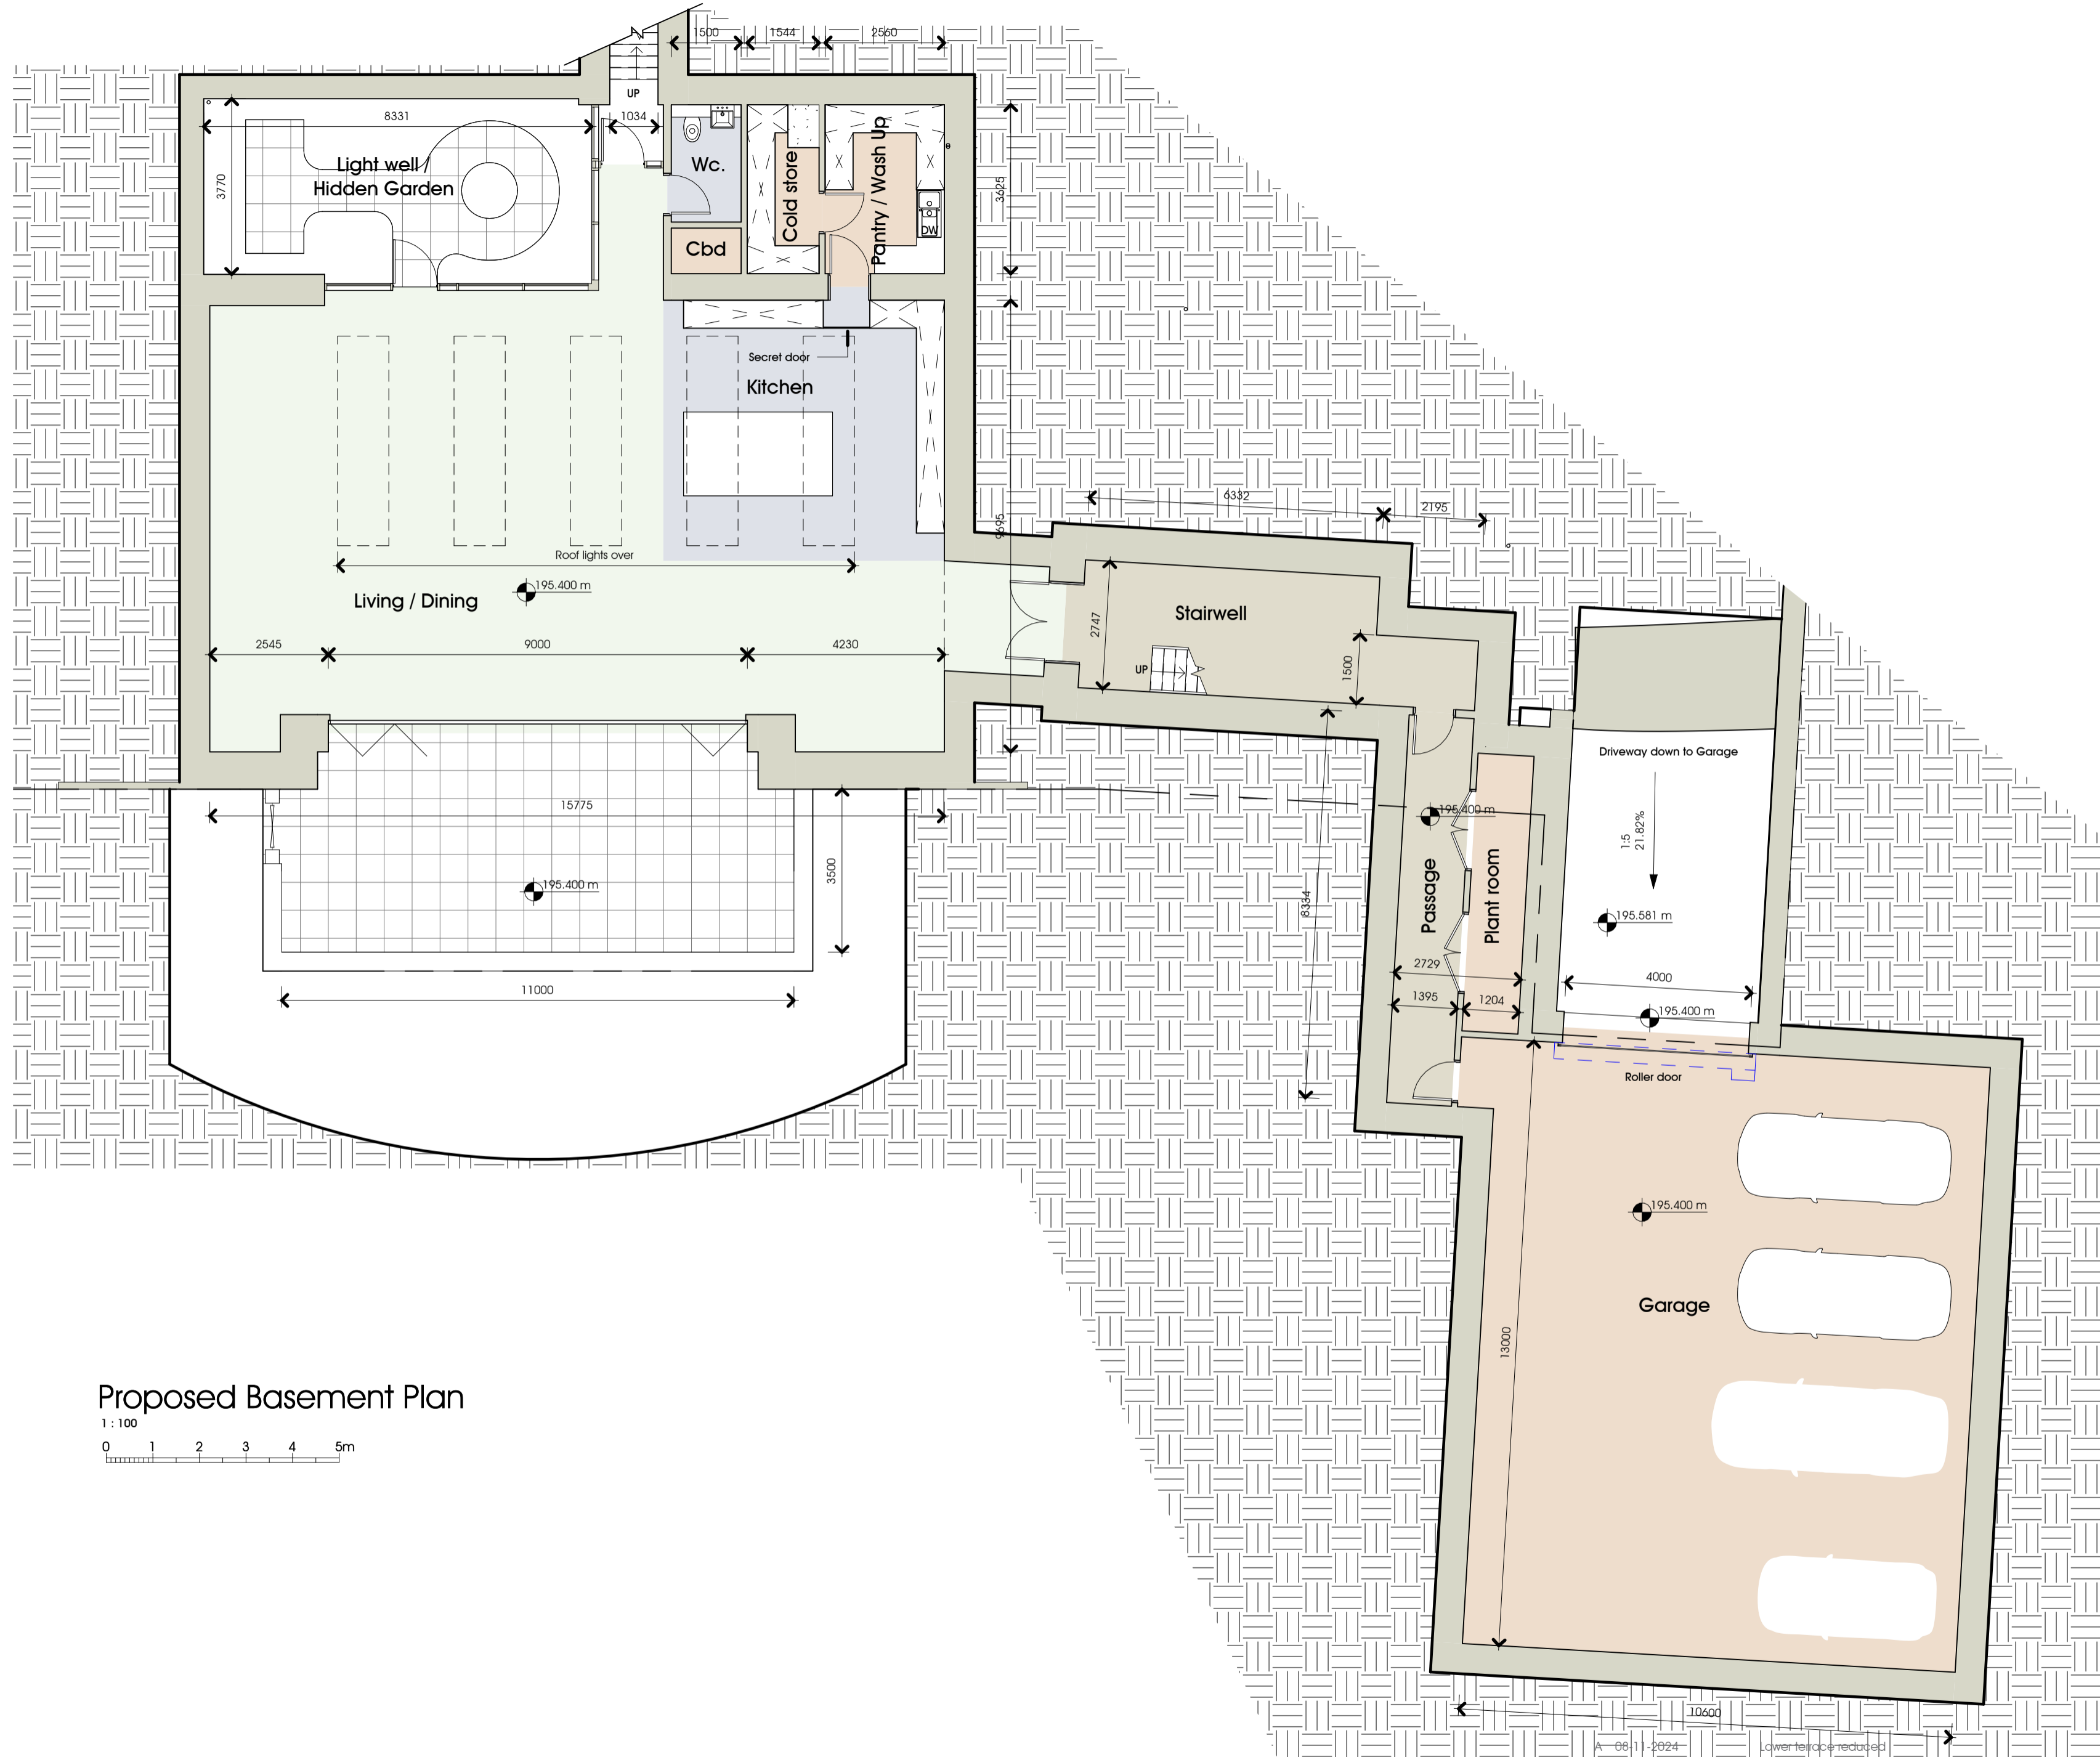 1500
1544
2560
UP
8331
1034
Light well /
Hidden Garden
3770
Wc.
Cold store
Pantry / Wash Up
3625
DW
Cbd
Secret door
Kitchen
6332
2195
9695
Roof lights over
195.400 m
Living / Dining
Stairwell
2747
2545
9000
4230
UP
1500
Driveway down to Garage
15775
195.400 m
1:5
21.82%
3500
Passage
Plant room
195.400 m
8334
195.581 m
2729
4000
11000
1395
1204
195.400 m
Roller door
195.400 m
Garage
13000
Proposed Basement Plan
1 : 100
0 1 2 3 4 5m
10600
A 08-11-2024 Lower terrace reduced